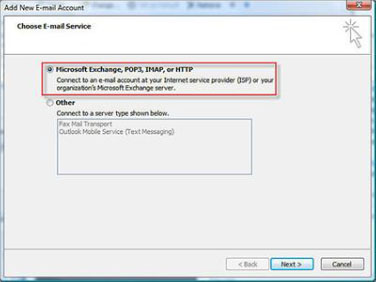 Add New E-mail Account
Choose E-mail Service
Microsoft Exchange, POP3, IMAP, or HTTP
Connect to an e-mail account at your Internet service provider (ISP) or your
organization's Microsoft Exchange server.
Other
Connect to a server type shown below.
Fax Mail Transport
Outlook Mobile Service (Text Messaging)
< Back
Next >
Cancel